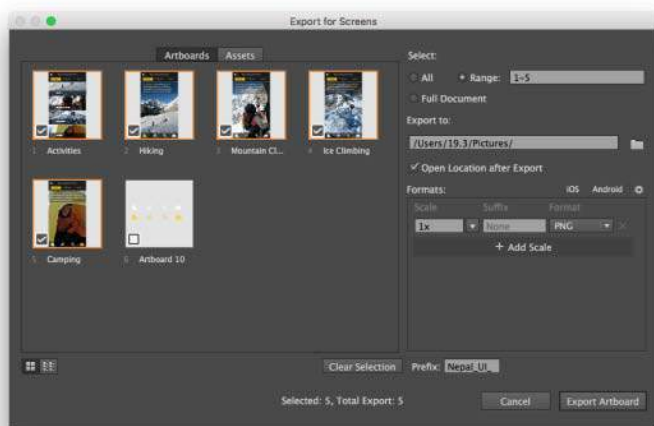 Export for Screens
Artboards Assets
1 Activities
2 Hiking
3 Mountain Cl...
4 Ice Climbing
5 Camping
6 Artboard 10
Clear Selection
Select:
All Range: 1-5
Full Document
Export to:
/Users/19.3/Pictures/
Open Location after Export
Formats: iOS Android
Scale Suffix Format
1x None PNG
+ Add Scale
Prefix: Nepal_UI_
Selected: 5, Total Export: 5
Cancel Export Artboard